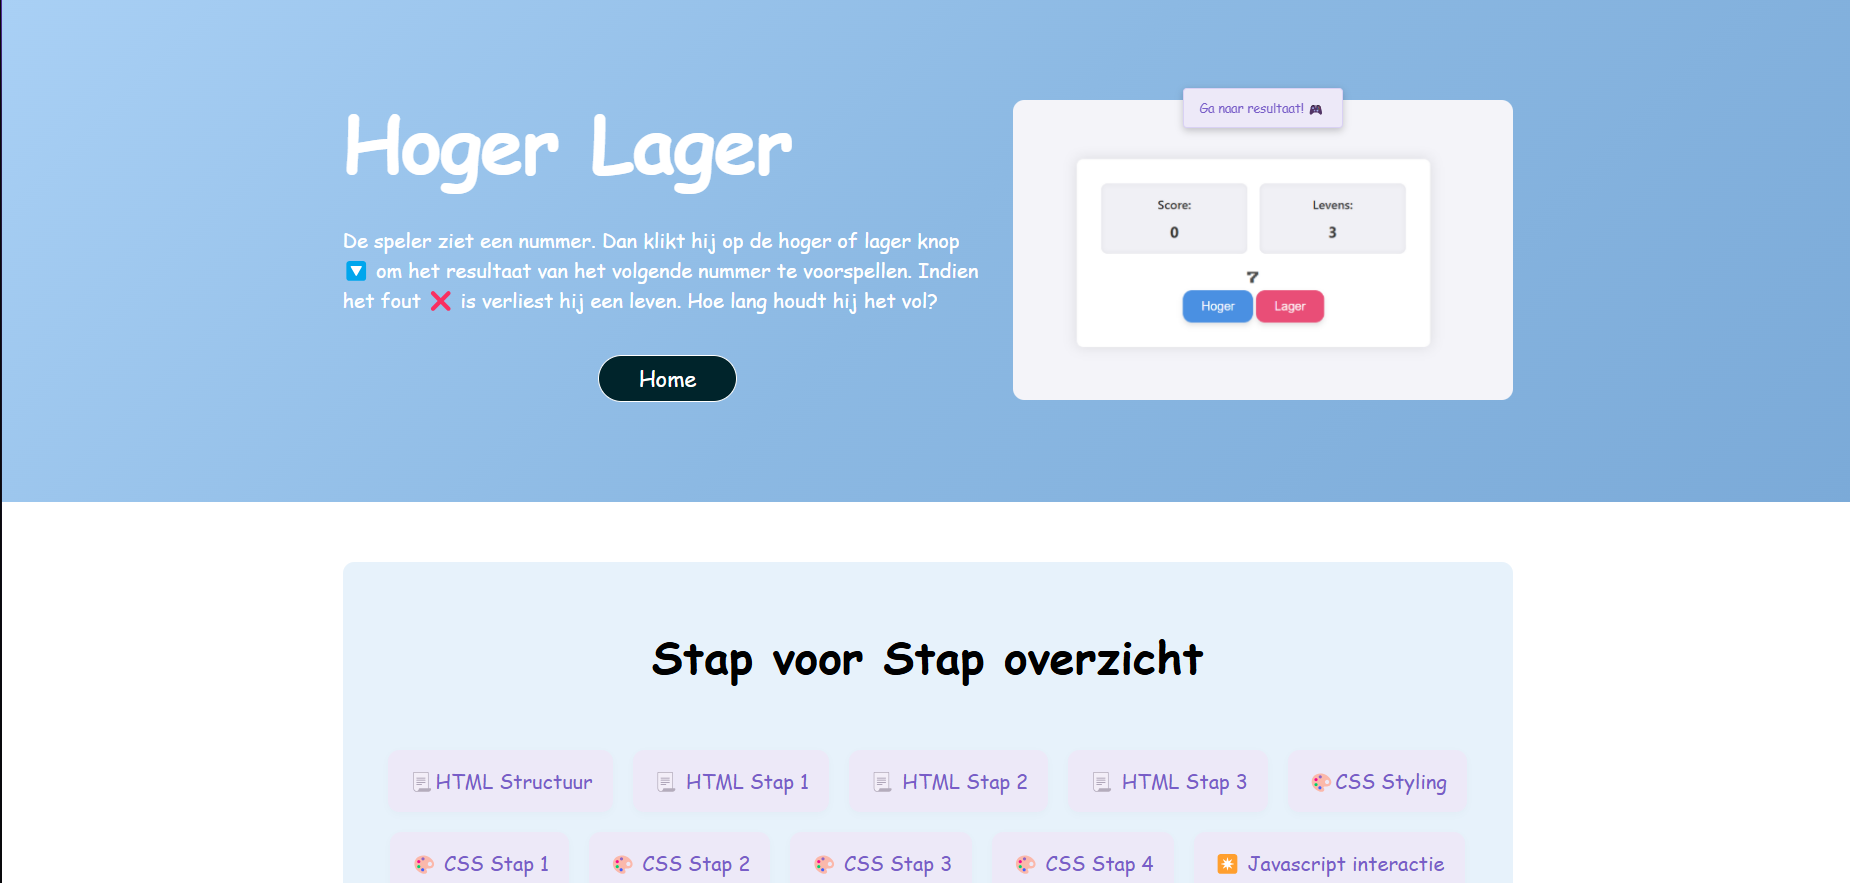 Hoger Lager
De speler ziet een nummer. Dan klikt hij op de hoger of lager knop
🔽 om het resultaat van het volgende nummer te voorspellen. Indien
het fout ❌ is verliest hij een leven. Hoe lang houdt hij het vol?
Home
Ga naar resultaat! 🎮
Score:
0
Levens:
3
7
Hoger
Lager
Stap voor Stap overzicht
📃HTML Structuur
📃 HTML Stap 1
📃 HTML Stap 2
📃 HTML Stap 3
🎨CSS Styling
🎨 CSS Stap 1
🎨 CSS Stap 2
🎨 CSS Stap 3
🎨 CSS Stap 4
✴️ Javascript interactie